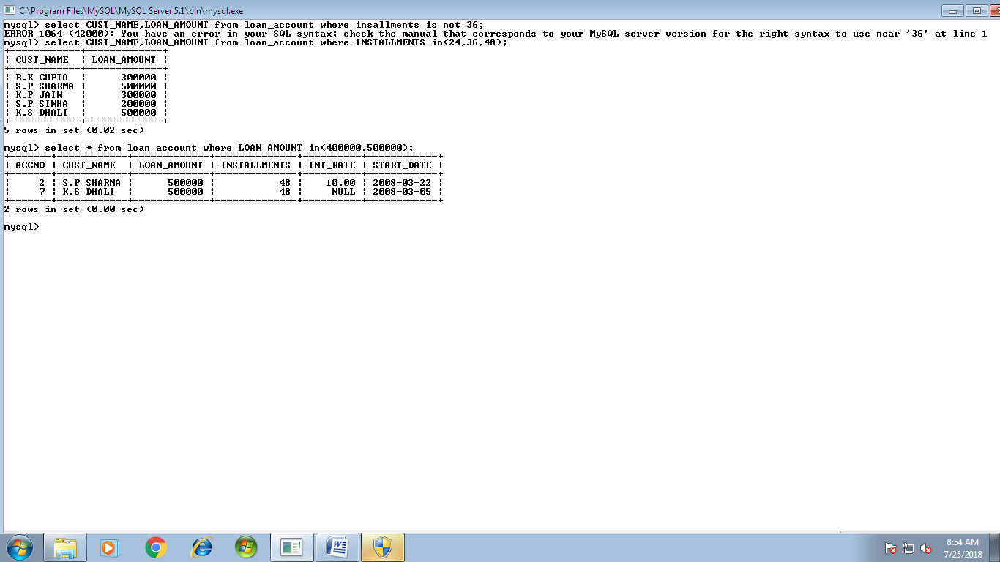 C:\Program Files\MySQL\MySQL Server 5.1\bin\mysql.exe
mysql> select CUST_NAME,LOAN_AMOUNT from loan_account where insallments is not 36;
ERROR 1064 (42000): You have an error in your SQL syntax; check the manual that corresponds to your MySQL server version for the right syntax to use near '36' at line 1
mysql> select CUST_NAME,LOAN_AMOUNT from loan_account where INSTALLMENTS in(24,36,48);
+-----------+-------------+
| CUST_NAME | LOAN_AMOUNT |
+-----------+-------------+
| R.K GUPTA | 300000 |
| S.P SHARMA | 500000 |
| K.P JAIN | 300000 |
| S.P SINHA | 200000 |
| K.S DHALI | 500000 |
+-----------+-------------+
5 rows in set (0.02 sec)
mysql> select * from loan_account where LOAN_AMOUNT in(400000,500000);
+-------+------------+-------------+--------------+----------+------------+
| ACCNO | CUST_NAME | LOAN_AMOUNT | INSTALLMENTS | INT_RATE | START_DATE |
+-------+------------+-------------+--------------+----------+------------+
| 2 | S.P SHARMA | 500000 | 48 | 10.00 | 2008-03-22 |
| 7 | K.S DHALI | 500000 | 48 | NULL | 2008-03-05 |
+-------+------------+-------------+--------------+----------+------------+
2 rows in set (0.00 sec)
mysql>
8:54 AM
7/25/2018